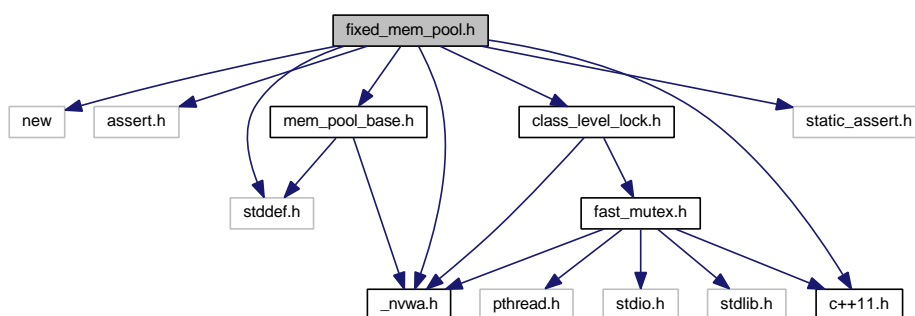 fixed_mem_pool.h
new
assert.h
mem_pool_base.h
class_level_lock.h
static_assert.h
stddef.h
fast_mutex.h
_nvwa.h
pthread.h
stdio.h
stdlib.h
c++11.h